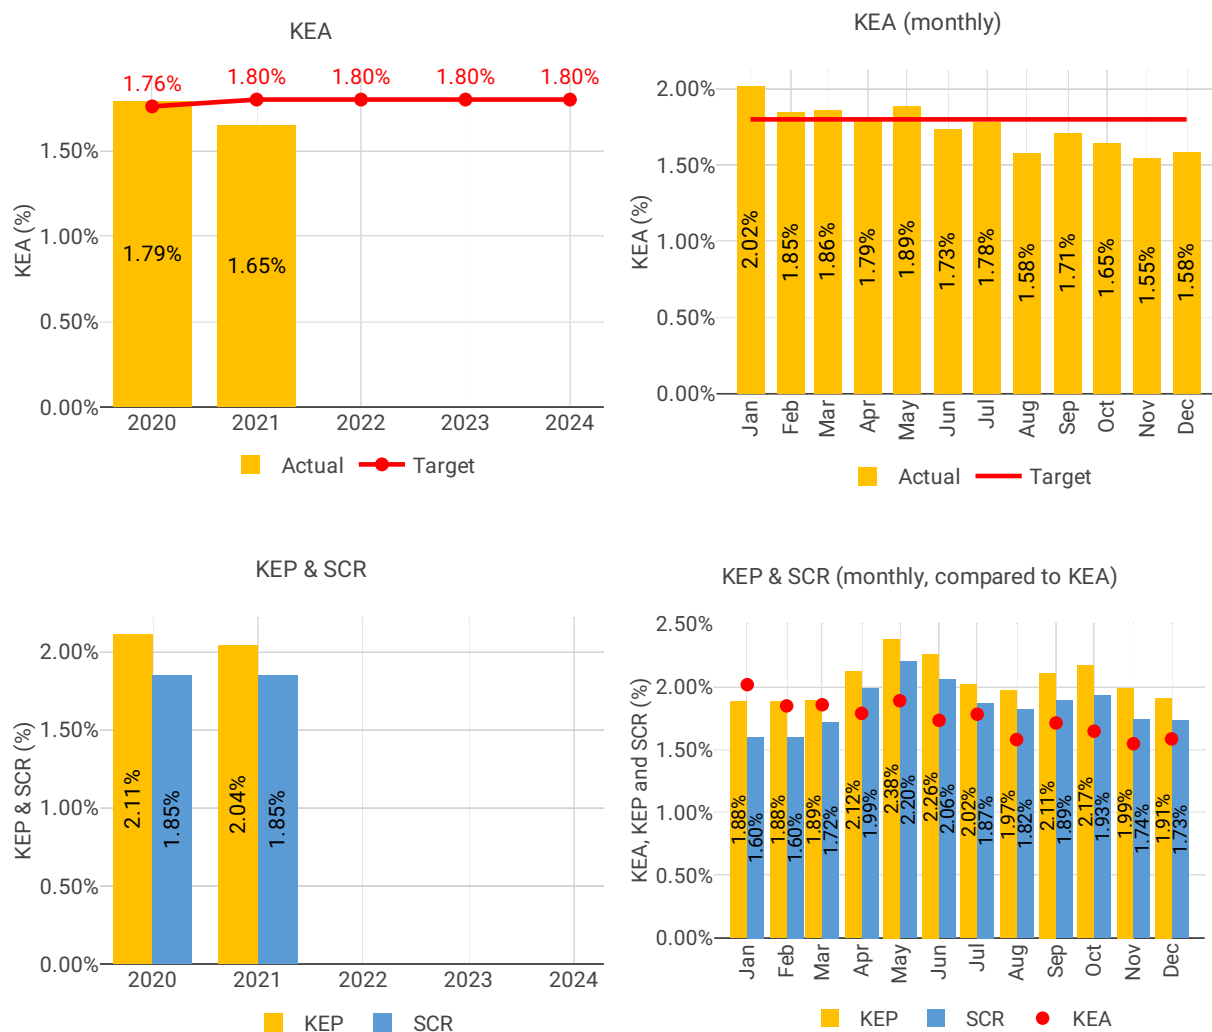 KEA
1.76%
1.80%
1.80%
1.80%
1.80%
KEA (%)
1.50%
1.00%
0.50%
0.00%
1.79%
1.65%
2020
2021
2022
2023
2024
Actual
Target
KEA (monthly)
KEA (%)
2.00%
1.50%
1.00%
0.50%
0.00%
2.02%
1.85%
1.86%
1.79%
1.89%
1.73%
1.78%
1.58%
1.71%
1.65%
1.55%
1.58%
Jan
Feb
Mar
Apr
May
Jun
Jul
Aug
Sep
Oct
Nov
Dec
Actual
Target
KEP & SCR
KEP & SCR (%)
2.00%
1.50%
1.00%
0.50%
0.00%
2.11%
1.85%
2.04%
1.85%
2020
2021
2022
2023
2024
KEP
SCR
KEP & SCR (monthly, compared to KEA)
KEA, KEP and SCR (%)
2.50%
2.00%
1.50%
1.00%
0.50%
0.00%
1.88%
1.60%
1.88%
1.60%
1.89%
1.72%
2.12%
1.99%
2.38%
2.20%
2.26%
2.06%
2.02%
1.87%
1.97%
1.82%
2.11%
1.89%
2.17%
1.93%
1.99%
1.74%
1.91%
1.73%
Jan
Feb
Mar
Apr
May
Jun
Jul
Aug
Sep
Oct
Nov
Dec
KEP
SCR
KEA